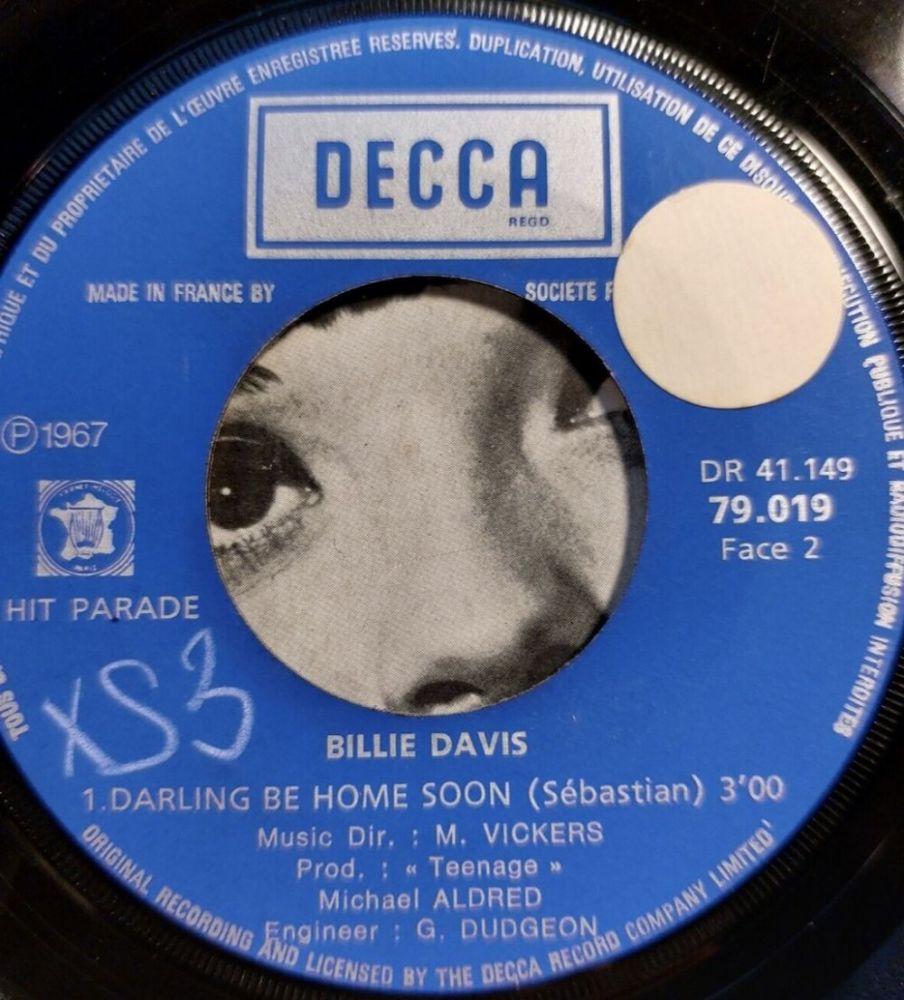 RIQUE ET DU PROPRIETAIRE DE L'ŒUVRE ENREGISTREE RESERVES. DUPLICATION, UTILISATION DE CE DISQUE
CUTION PUBLIQUE ET RADIODIFFUSION INTERDITES
DECCA
REGD
MADE IN FRANCE BY
SOCIETE F
Ⓟ 1967
DR 41.149
79.019
Face 2
HIT PARADE
XS3
TOUS
BILLIE DAVIS
1.DARLING BE HOME SOON (Sébastian) 3'00
Music Dir. : M. VICKERS
Prod. : « Teenage »
Michael ALDRED
Engineer : G. DUDGEON
ORIGINAL RECORDING AND LICENSED BY THE DECCA RECORD COMPANY LIMITED